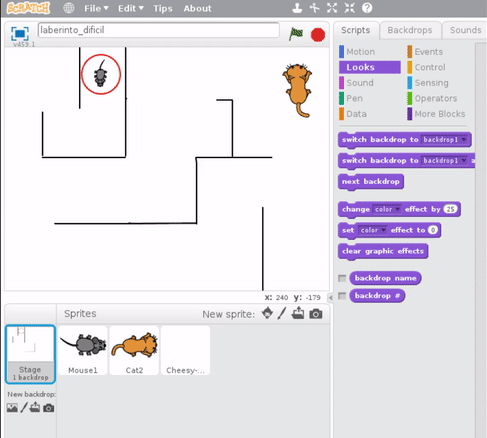 SCRATCH File Edit Tips About
laberinto_dificil
v459.1
Scripts Backdrops Sounds
Motion Events
Looks Control
Sound Sensing
Pen Operators
Data More Blocks
switch backdrop to backdrop1
switch backdrop to backdrop1
next backdrop
change color effect by 25
set color effect to 0
clear graphic effects
backdrop name
backdrop #
x: 240 y: -179
Sprites New sprite:
Stage
1 backdrop
Mouse1 Cat2 Cheesy-...
New backdrop: